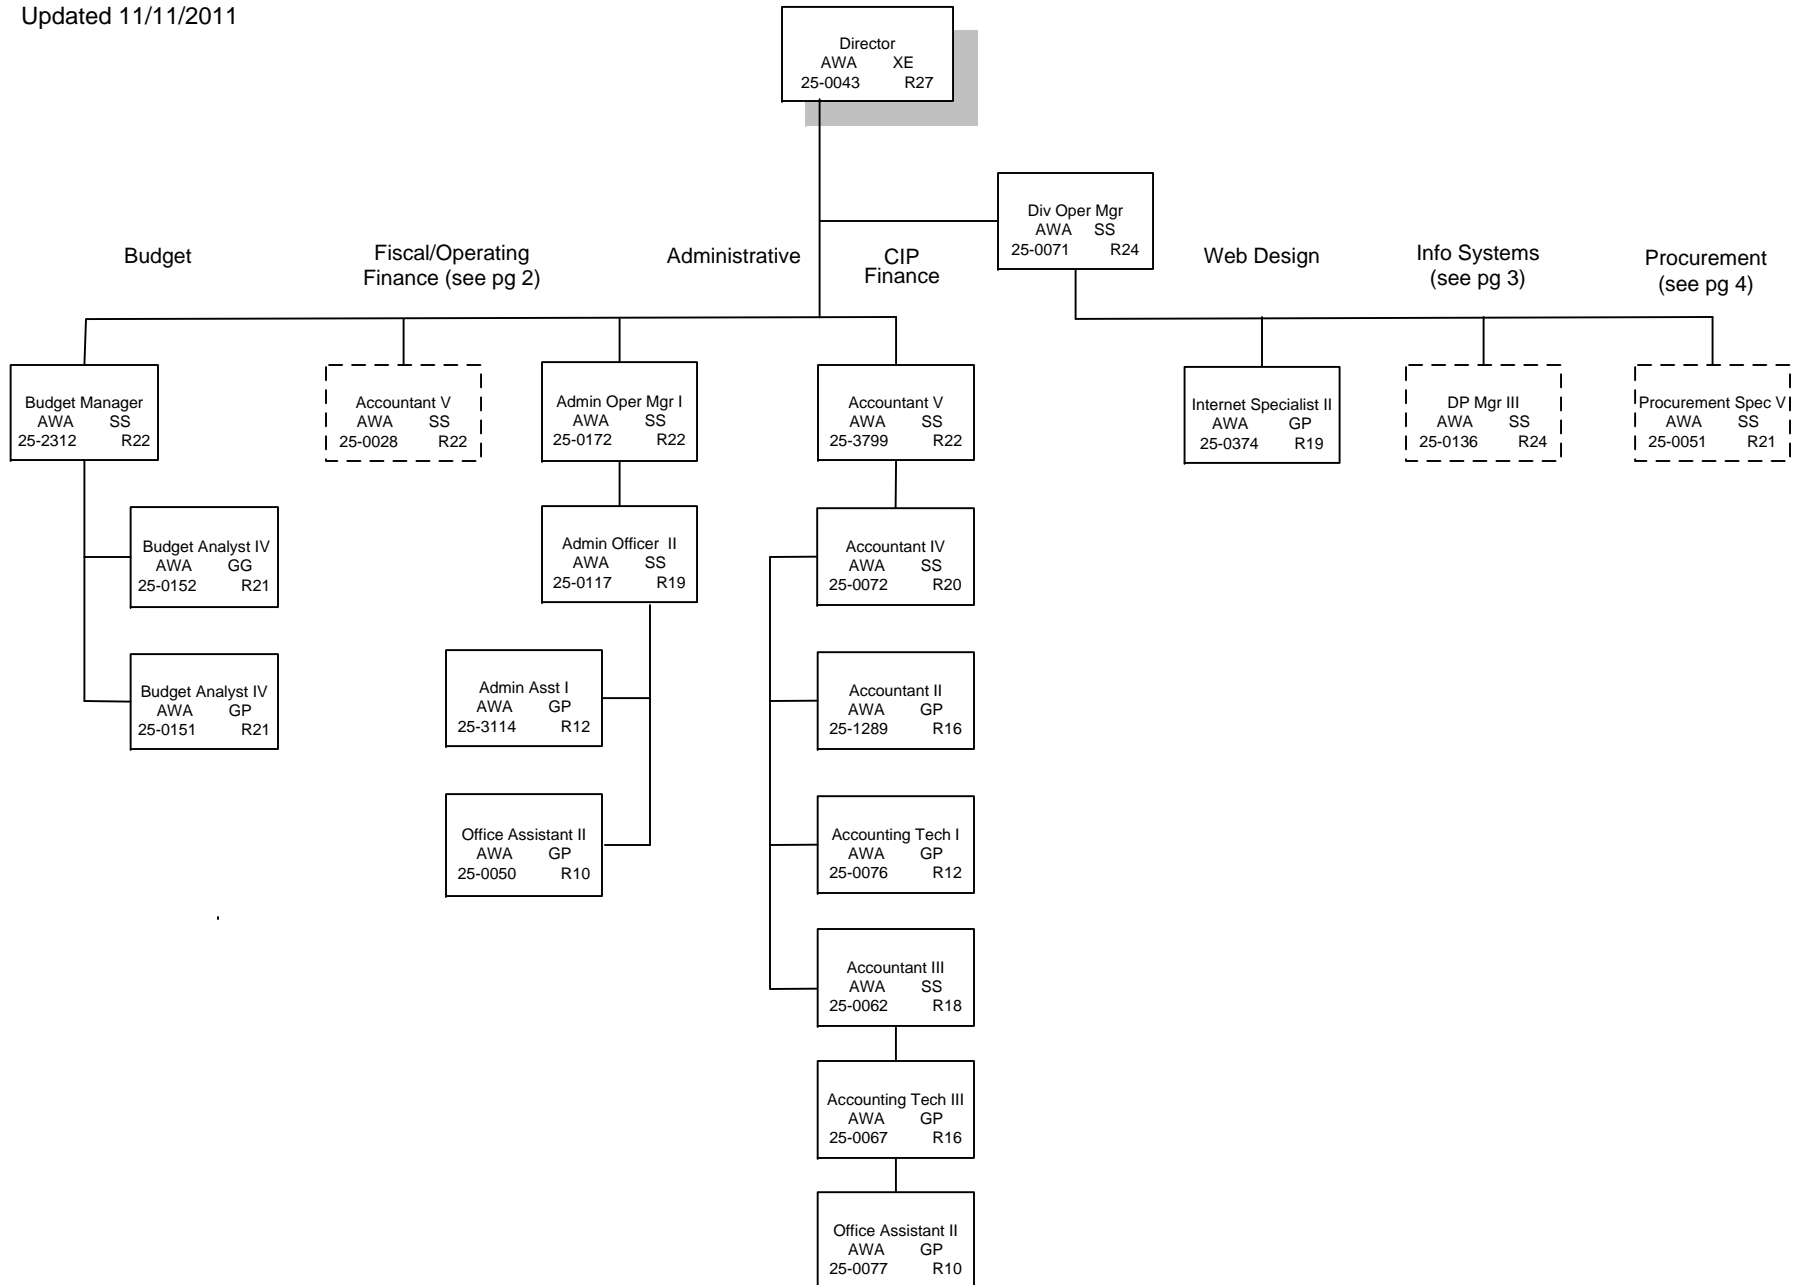 Updated 11/11/2011
Director
AWA XE
25-0043 R27
Div Oper Mgr
AWA SS
25-0071 R24
Budget
Fiscal/Operating
Finance (see pg 2)
Administrative
CIP
Finance
Web Design
Info Systems
(see pg 3)
Procurement
(see pg 4)
Budget Manager
AWA SS
25-2312 R22
Accountant V
AWA SS
25-0028 R22
Admin Oper Mgr I
AWA SS
25-0172 R22
Accountant V
AWA SS
25-3799 R22
Internet Specialist II
AWA GP
25-0374 R19
DP Mgr III
AWA SS
25-0136 R24
Procurement Spec V
AWA SS
25-0051 R21
Budget Analyst IV
AWA GG
25-0152 R21
Admin Officer II
AWA SS
25-0117 R19
Accountant IV
AWA SS
25-0072 R20
Budget Analyst IV
AWA GP
25-0151 R21
Admin Asst I
AWA GP
25-3114 R12
Accountant II
AWA GP
25-1289 R16
Office Assistant II
AWA GP
25-0050 R10
Accounting Tech I
AWA GP
25-0076 R12
Accountant III
AWA SS
25-0062 R18
Accounting Tech III
AWA GP
25-0067 R16
Office Assistant II
AWA GP
25-0077 R10